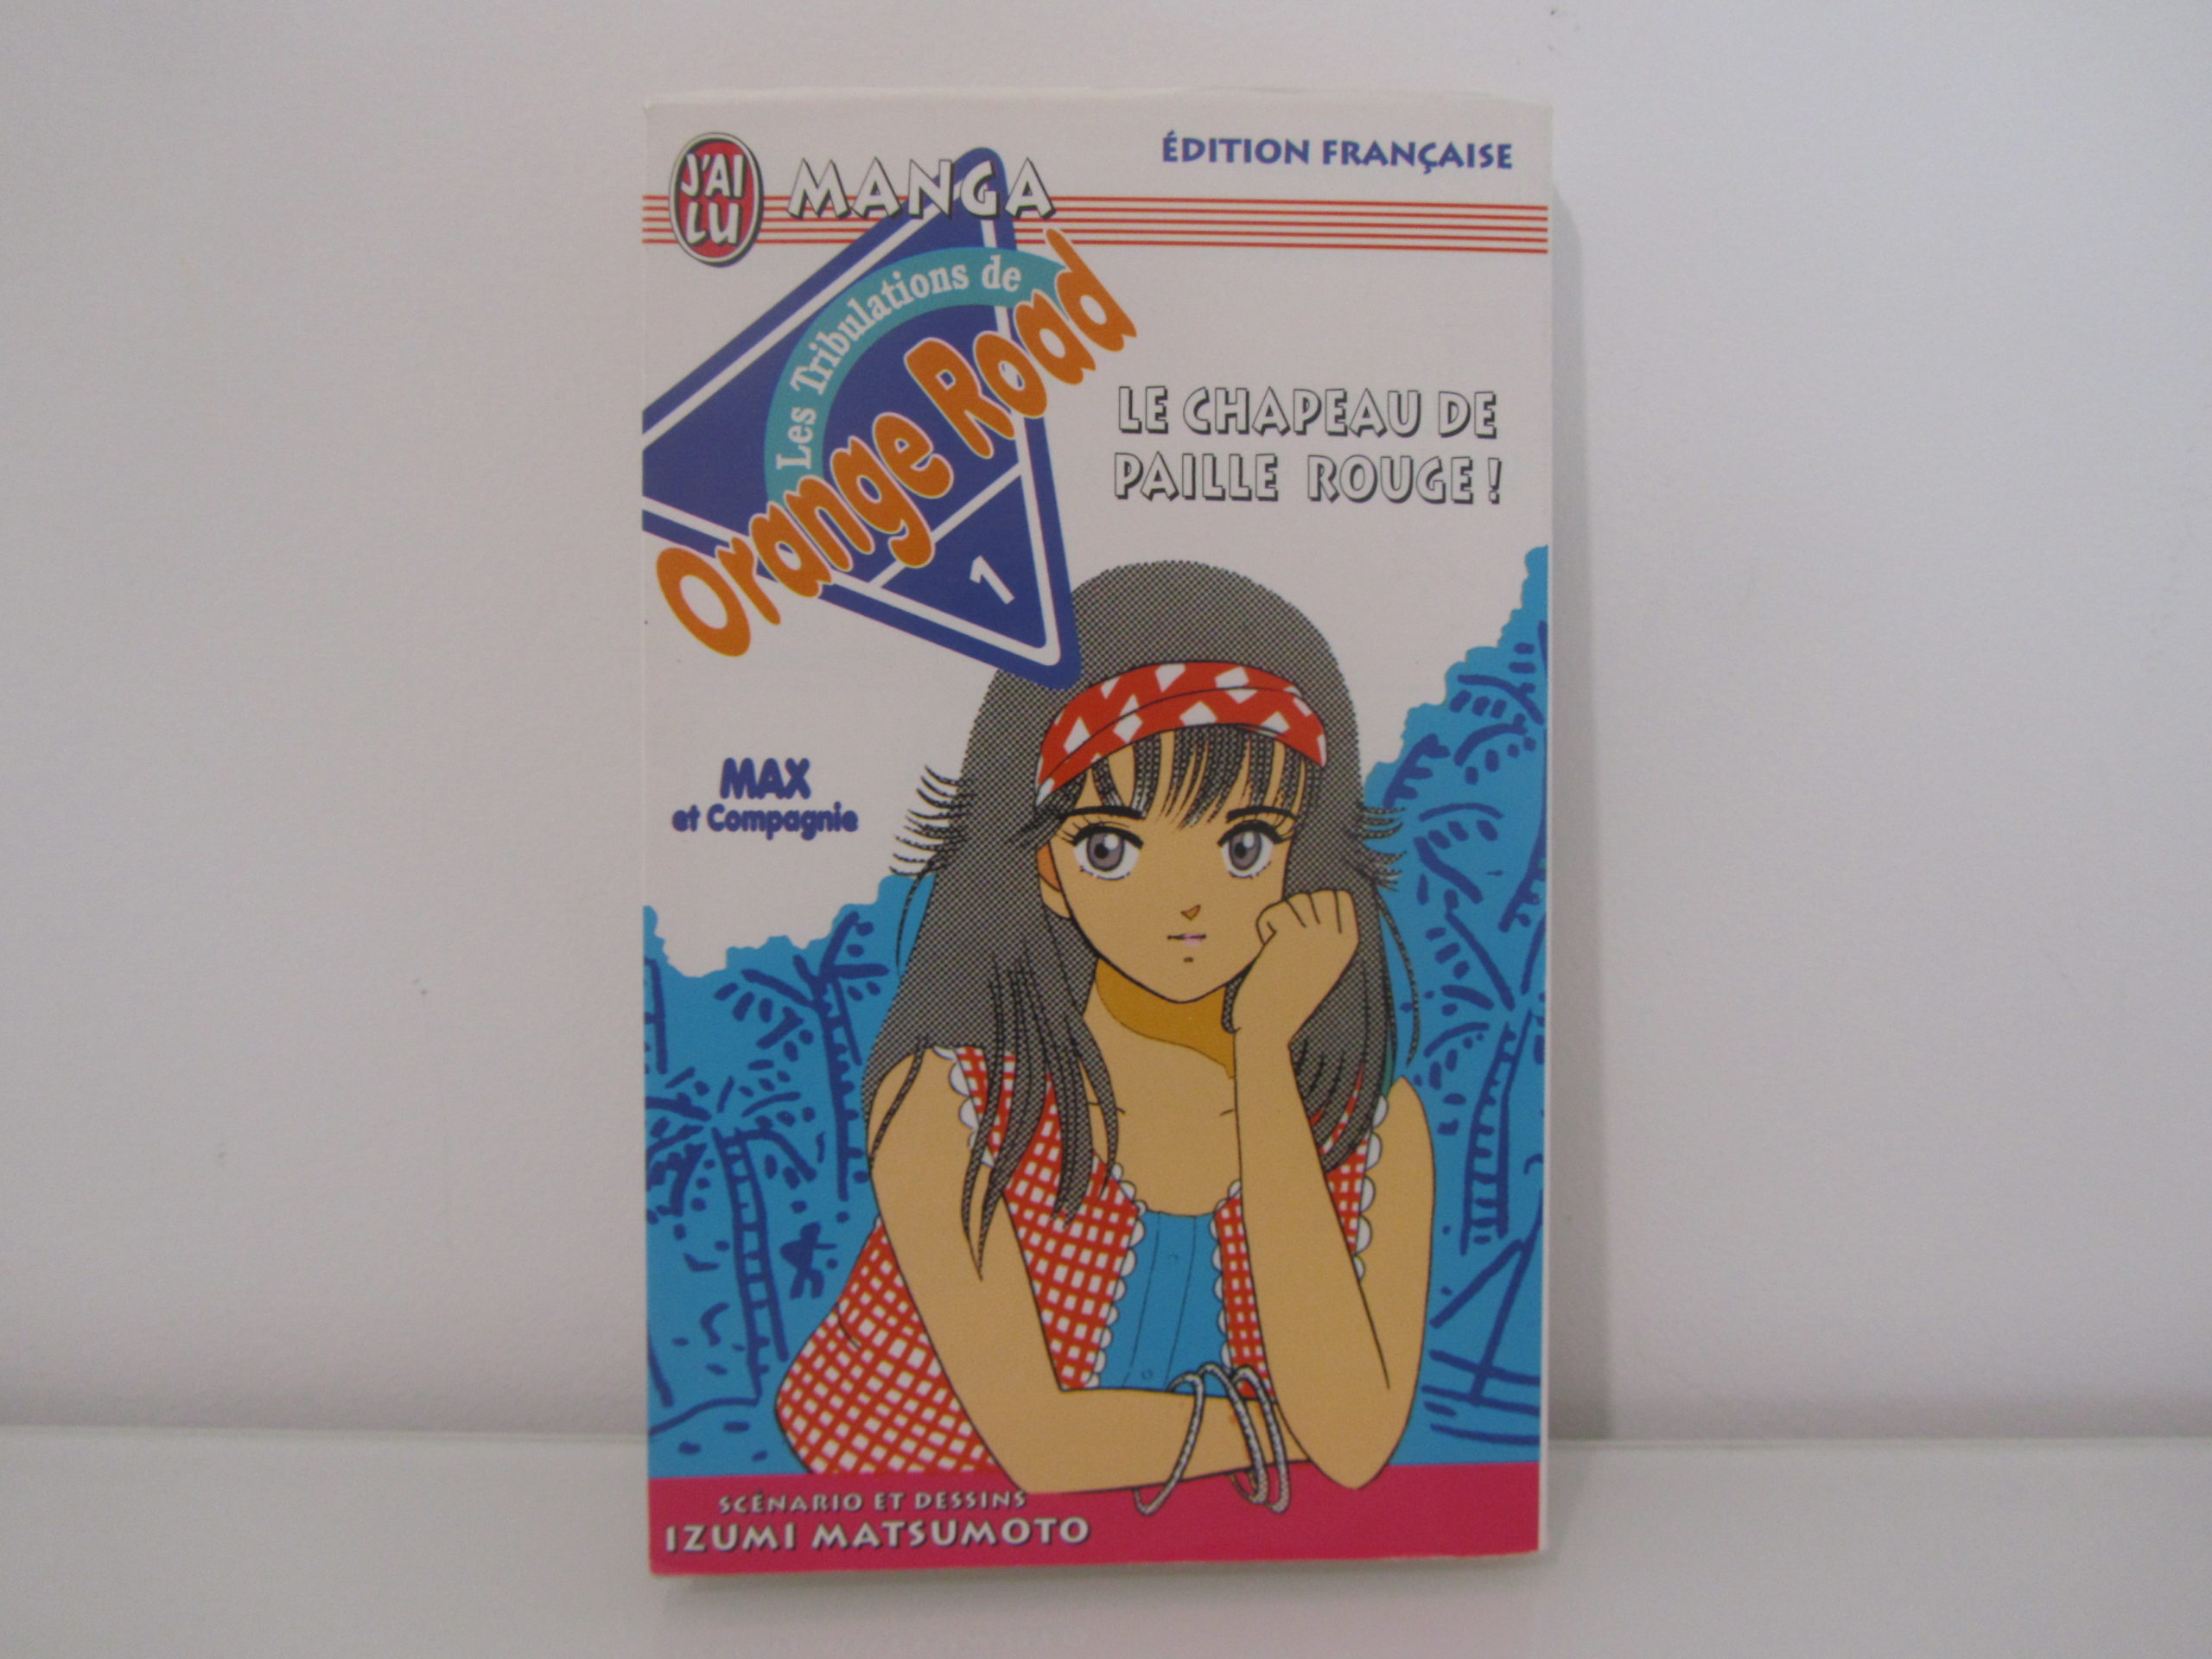 J'AI
LU
MANGA
ÉDITION FRANÇAISE
Les Tribulations de
Orange Road
1
LE CHAPEAU DE
PAILLE ROUGE !
MAX
et Compagnie
SCÉNARIO ET DESSINS
IZUMI MATSUMOTO